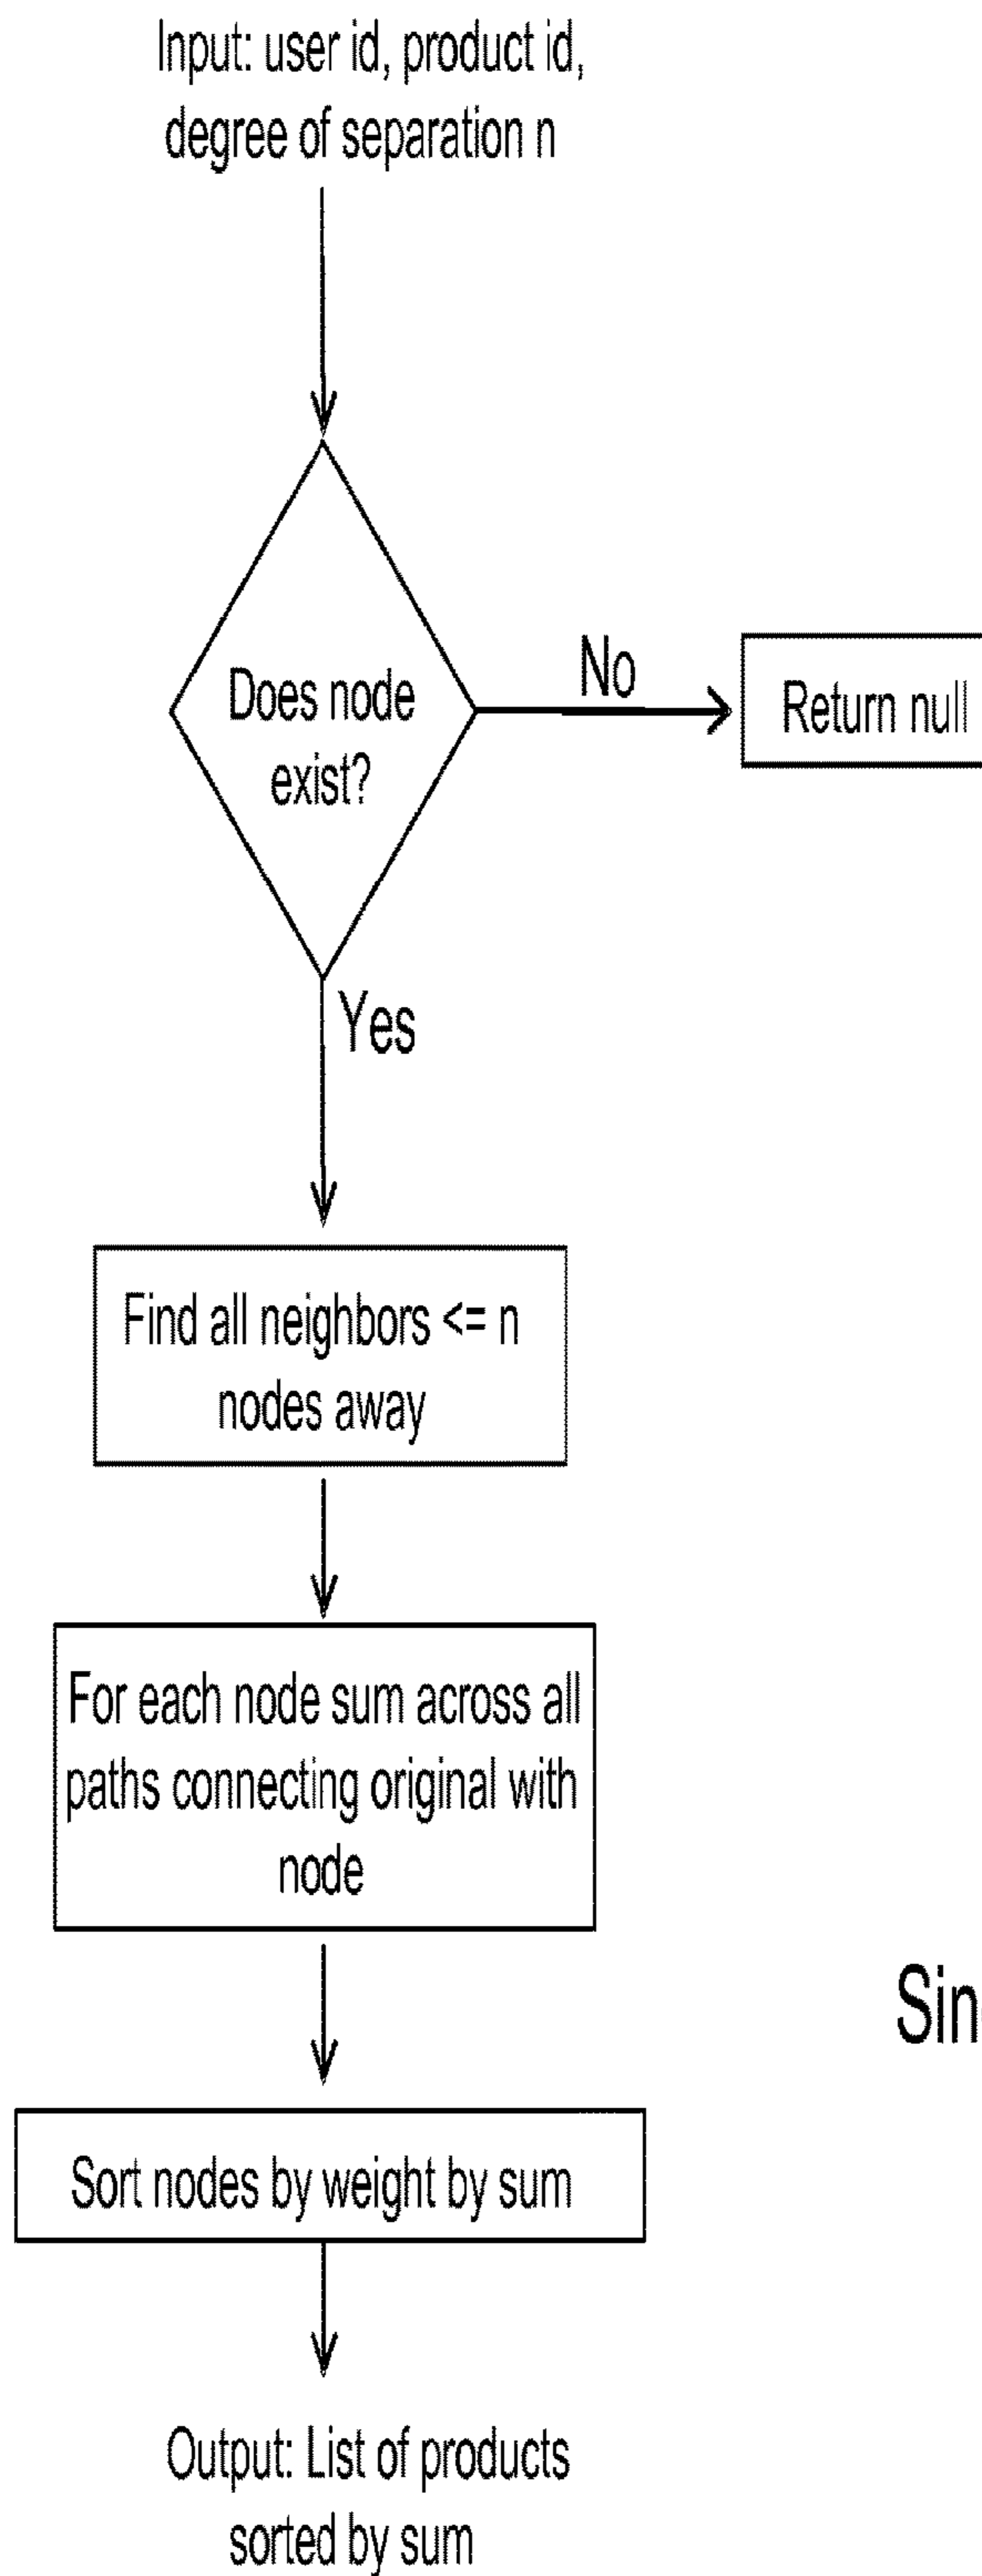 Input: user id, product id,
degree of separation n
Does node
exist?
No
Return null
Yes
Find all neighbors <= n
nodes away
For each node sum across all
paths connecting original with
node
Sort nodes by weight by sum
Output: List of products
sorted by sum